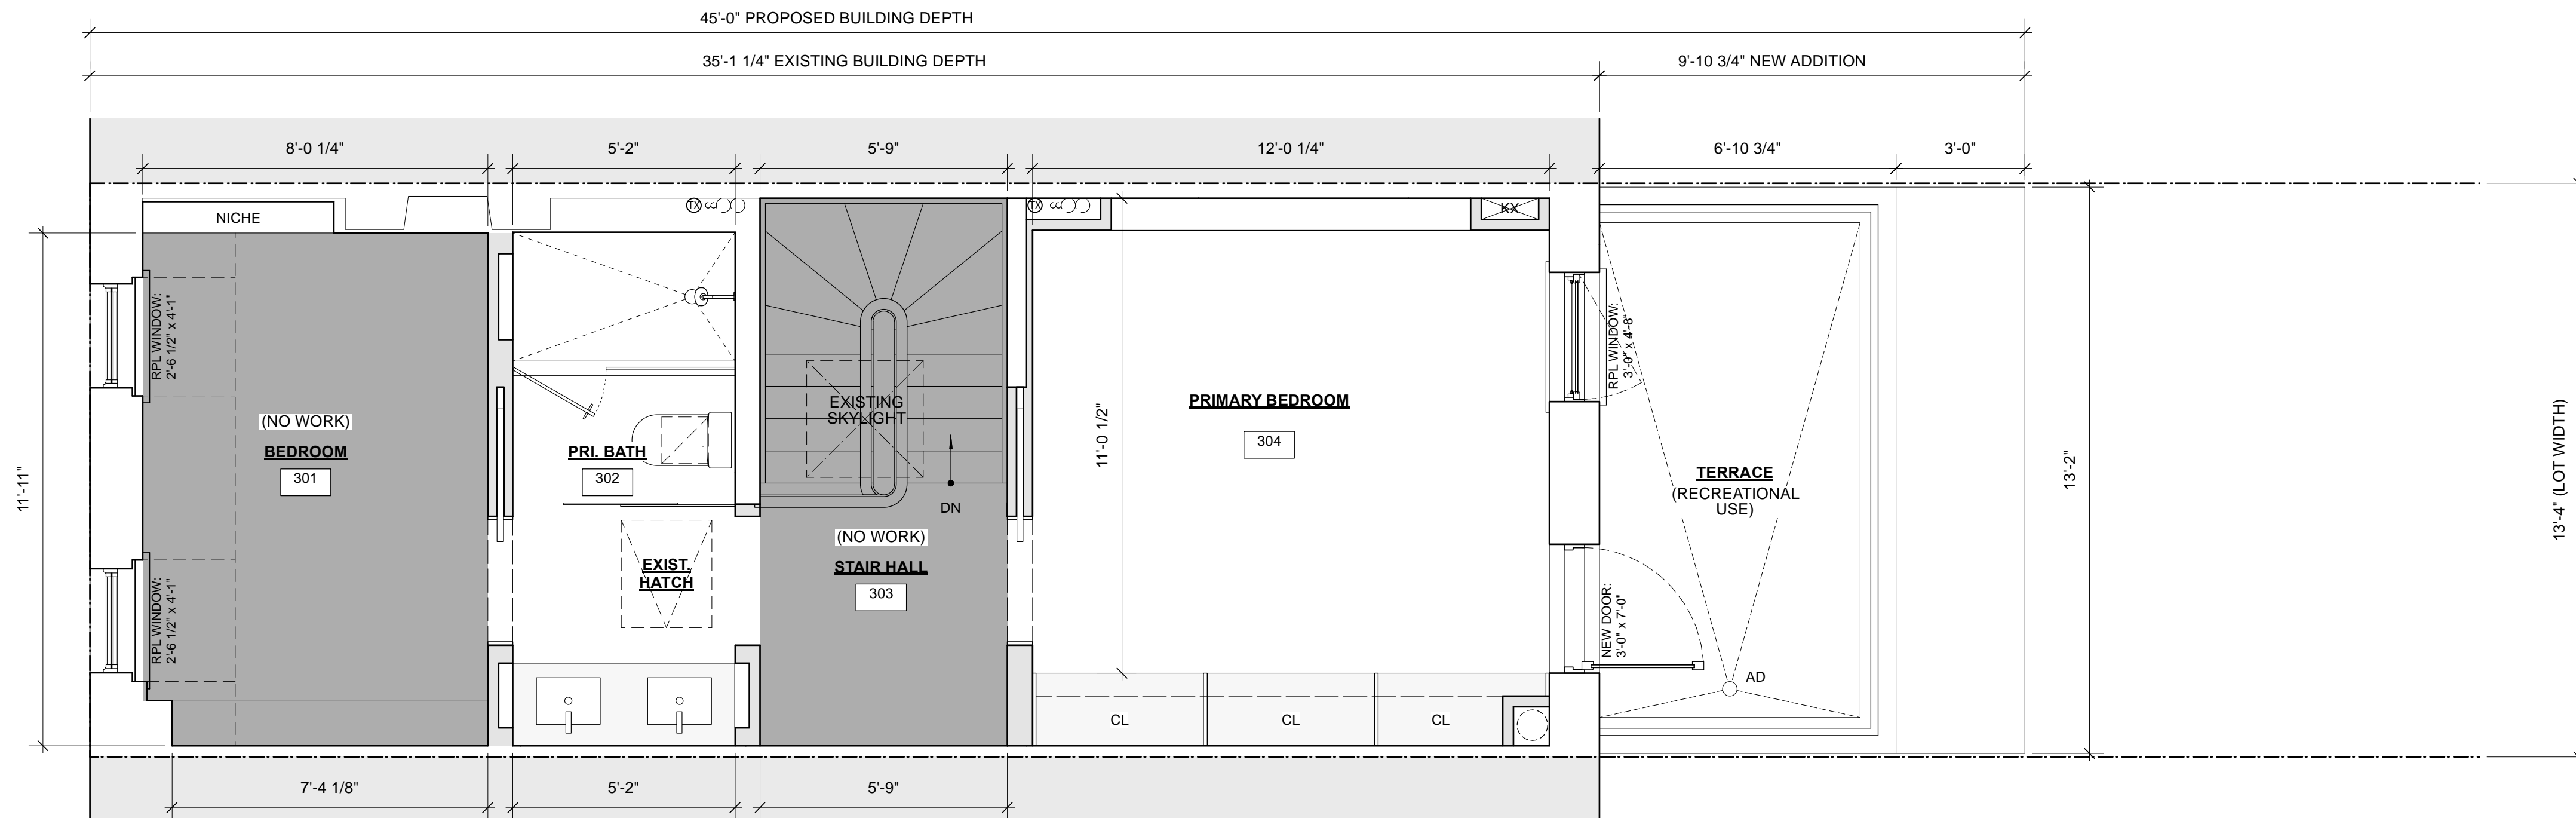 45'-0" PROPOSED BUILDING DEPTH
35'-1 1/4" EXISTING BUILDING DEPTH
9'-10 3/4" NEW ADDITION
8'-0 1/4"
5'-2"
5'-9"
12'-0 1/4"
6'-10 3/4"
3'-0"
NICHE
TX
TX
KX
11'-11"
RPL WINDOW:
2'-6 1/2" x 4'-1"
(NO WORK)
BEDROOM
301
RPL WINDOW:
2'-6 1/2" x 4'-1"
PRI. BATH
302
EXIST.
HATCH
EXISTING
SKYLIGHT
DN
(NO WORK)
STAIR HALL
303
11'-0 1/2"
PRIMARY BEDROOM
304
CL
CL
CL
RPL WINDOW:
3'-0" x 4'-8"
NEW DOOR:
3'-0" x 7'-0"
TERRACE
(RECREATIONAL
USE)
AD
13'-2"
13'-4" (LOT WIDTH)
7'-4 1/8"
5'-2"
5'-9"